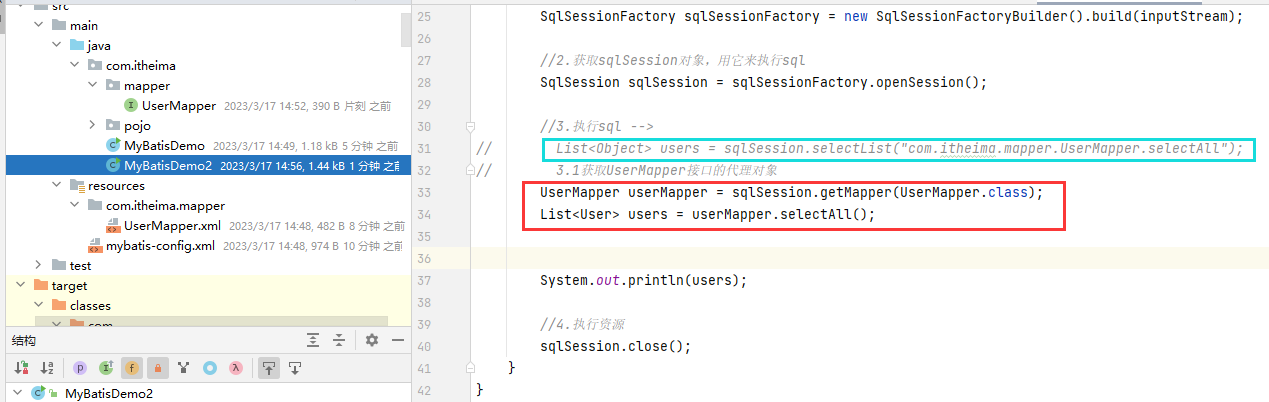 src
main
java
com.itheima
mapper
UserMapper 2023/3/17 14:52, 390 B 片刻 之前
pojo
MyBatisDemo 2023/3/17 14:49, 1.18 kB 5 分钟 之前
MyBatisDemo2 2023/3/17 14:56, 1.44 kB 1 分钟 之前
resources
com.itheima.mapper
UserMapper.xml 2023/3/17 14:48, 482 B 8 分钟 之前
mybatis-config.xml 2023/3/17 14:48, 974 B 10 分钟 之前
test
target
classes
com
结构
MyBatisDemo2
25 SqlSessionFactory sqlSessionFactory = new SqlSessionFactoryBuilder().build(inputStream);
26
27 //2.获取sqlSession对象，用它来执行sql
28 SqlSession sqlSession = sqlSessionFactory.openSession();
29
30 //3.执行sql -->
31 // List<Object> users = sqlSession.selectList("com.itheima.mapper.UserMapper.selectAll");
32 // 3.1获取UserMapper接口的代理对象
33 UserMapper userMapper = sqlSession.getMapper(UserMapper.class);
34 List<User> users = userMapper.selectAll();
35
36
37 System.out.println(users);
38
39 //4.执行资源
40 sqlSession.close();
41 }
42 }